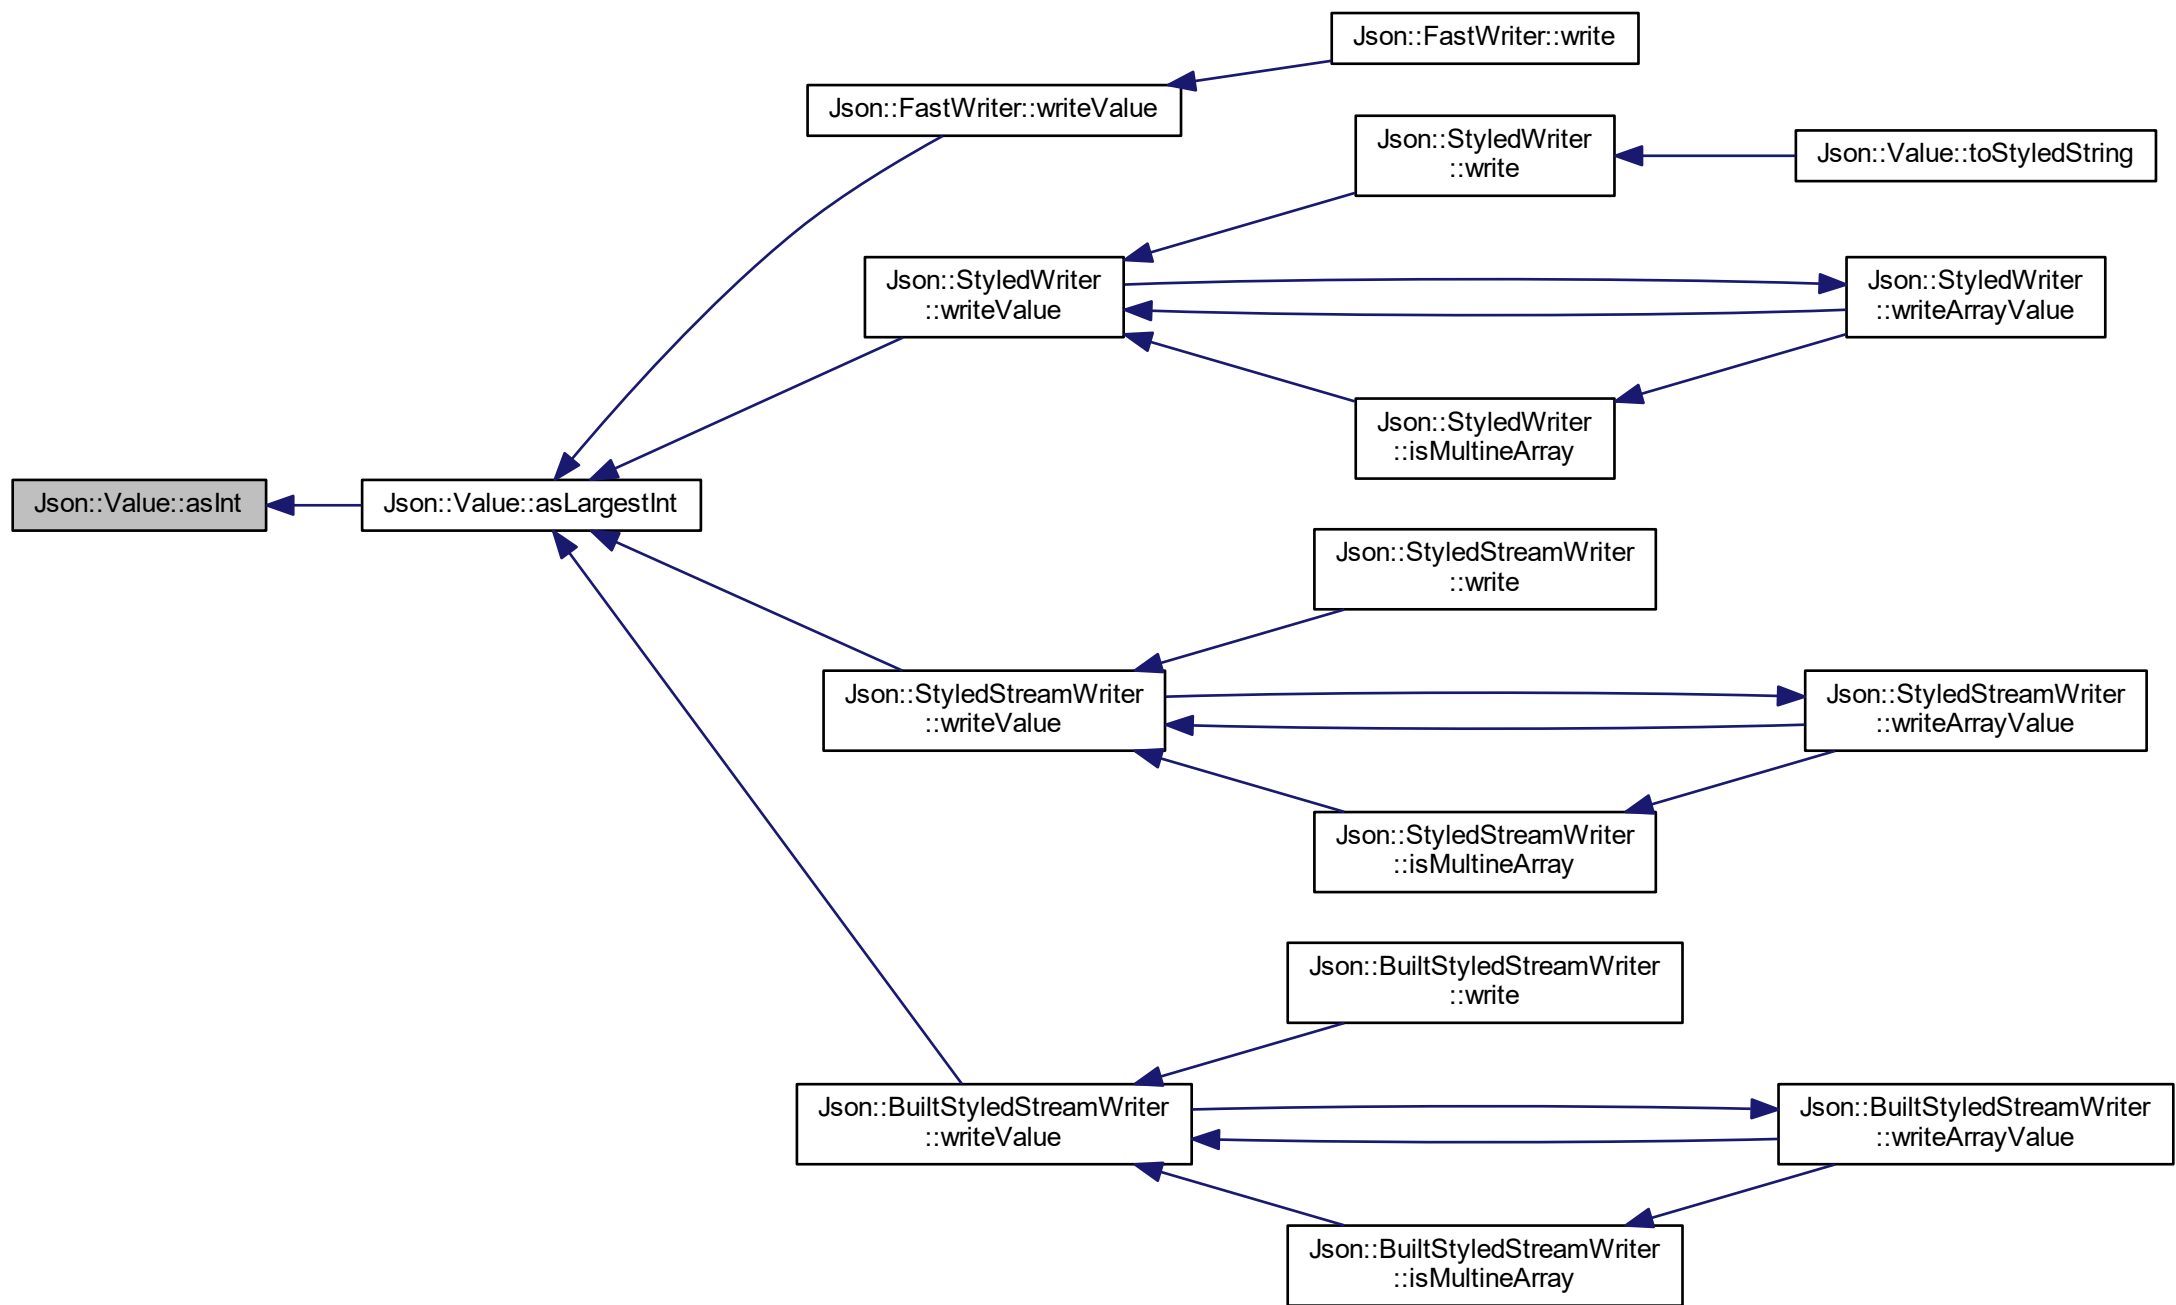 Json::FastWriter::write
Json::FastWriter::writeValue
Json::StyledWriter
::write
Json::Value::toStyledString
Json::StyledWriter
::writeValue
Json::StyledWriter
::writeArrayValue
Json::StyledWriter
::isMultineArray
Json::Value::asInt
Json::Value::asLargestInt
Json::StyledStreamWriter
::write
Json::StyledStreamWriter
::writeValue
Json::StyledStreamWriter
::writeArrayValue
Json::StyledStreamWriter
::isMultineArray
Json::BuiltStyledStreamWriter
::write
Json::BuiltStyledStreamWriter
::writeValue
Json::BuiltStyledStreamWriter
::writeArrayValue
Json::BuiltStyledStreamWriter
::isMultineArray